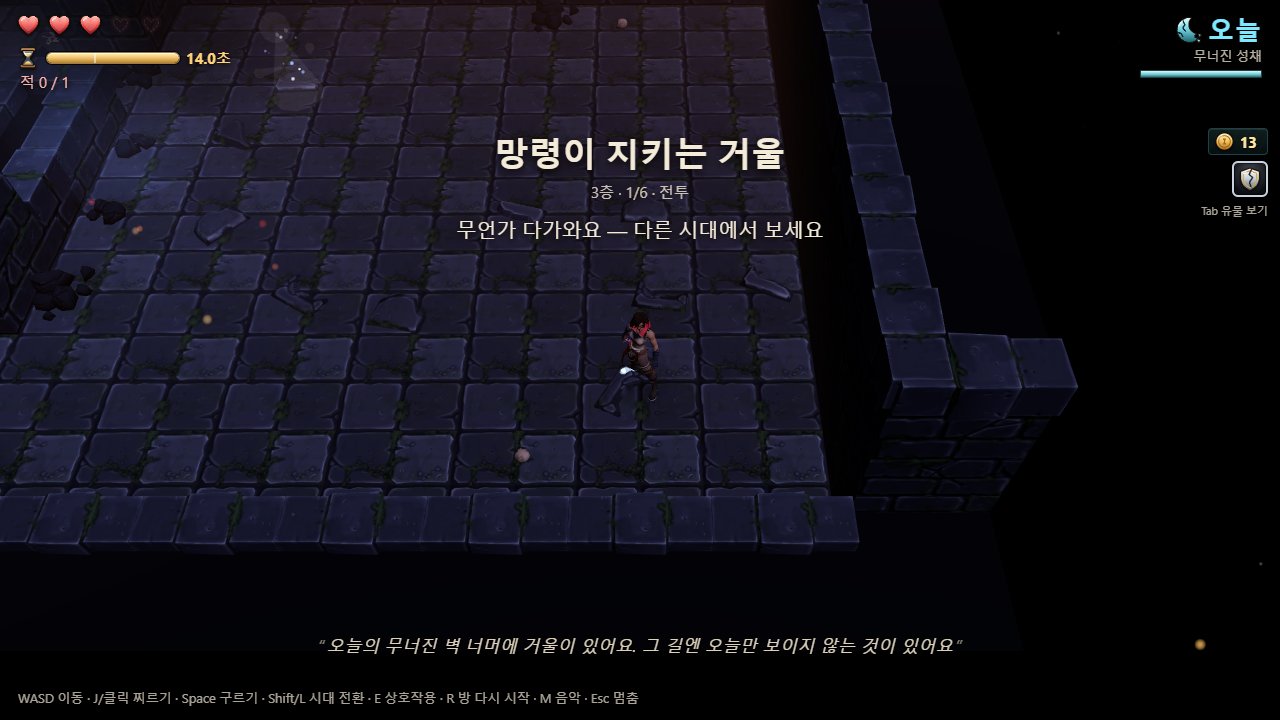 14.0초
적 0 / 1
오늘
무너진 성채
13
Tab 유물 보기
망령이 지키는 거울
3층 · 1/6 · 전투
무언가 다가와요 — 다른 시대에서 보세요
“오늘의 무너진 벽 너머에 거울이 있어요. 그 길엔 오늘만 보이지 않는 것이 있어요”
WASD 이동 · J/클릭 찌르기 · Space 구르기 · Shift/L 시대 전환 · E 상호작용 · R 방 다시 시작 · M 음악 · Esc 멈춤